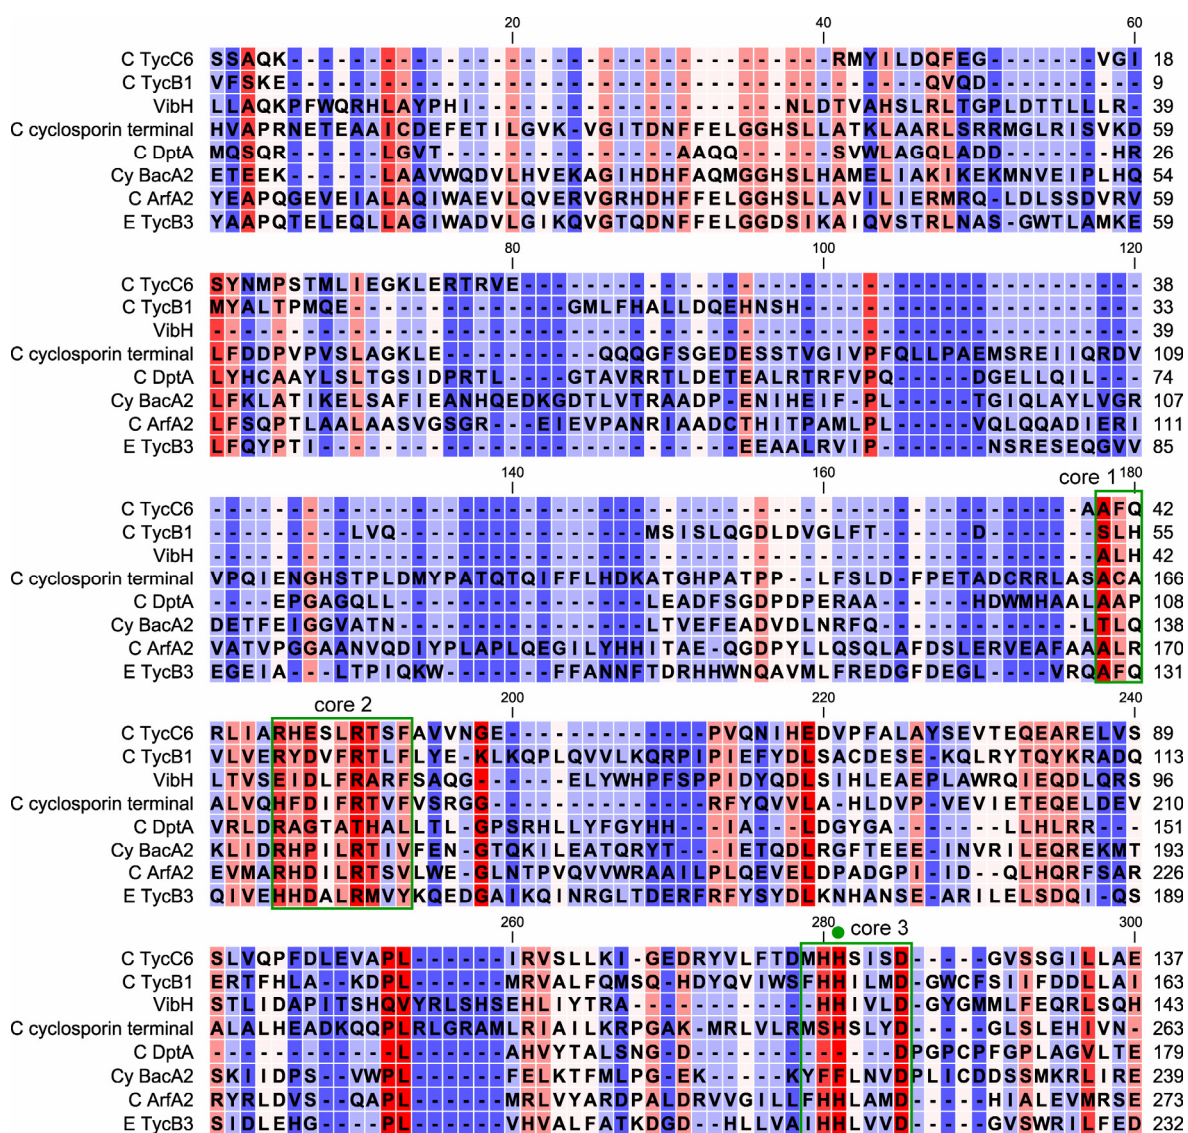 20 40 60
C TycC6 SSAQK-----------------------------------RMYILDQFEG-------VGI 18
C TycB1 VFSKE-----------------------------------------QVQD---------- 9
VibH LLAQKPFWQRHLAYPHI--------------------NLDTVAHSLRLTGPLDTTLLLR- 39
C cyclosporin terminal HVAPRNETEAAICDEFETILGVK-VGITDNFFELGGHSLLATKLAARLSRRMGLRISVKD 59
C DptA MQSQR------LGVT---------------AAQQ------SVWLAGQLADD-------HR 26
Cy BacA2 ETEEK------LAAVWQDVLHVEKAGIHDHFAQMGGHSLHAMELIAKIKEKMNVEIPLHQ 54
C ArfA2 YEAPQGEVEIALAQIWAEVLQVERVGRHDHFFELGGHSLLAVILIERMRQ-LDLSSDVRV 59
E TycB3 YAAPQTELEQLLAGIWADVLGIKQVGTQDNFFELGGDSIKAIQVSTRLNAS-GWTLAMKE 59
80 100 120
C TycC6 SYNMPSTMLIEGKLERTRVE---------------------------------------- 38
C TycB1 MYALTPMQE--------------GMLFHALLDQEHNSH---------------------- 33
VibH ------------------------------------------------------------ 39
C cyclosporin terminal LFDDPVPVSLAGKLE----------QQQGFSGEDESSTVGIVPFQLLPAEMSREIIQRDV 109
C DptA LYHCAAYLSLTGSIDPRTL----GTAVRRTLDETEALRTRFVPQ-----DGELLQIL--- 74
Cy BacA2 LFKLATIKELSAFIEANHQEDKGDTLVTRAADP-ENIHEIF-PL-----TGIQLAYLVGR 107
C ArfA2 LFSQPTLAALAASVGSGR---EIEVPANRIAADCTHITPAMLPL-----VQLQQADIERI 111
E TycB3 LFQYPTI---------------------------EEAALRVIP-------NSRESEQGVV 85
140 160 core 1 180
C TycC6 --------------------------------------------------------AAFQ 42
C TycB1 ---------LVQ----------------MSISLQGDLDVGLFT------D-------SLH 55
VibH ---------------------------------------------------------ALH 42
C cyclosporin terminal VPQIENGHSTPLDMYPATQTQIFFLHDKATGHPATPP--LFSLD-FPETADCRRLASACA 166
C DptA ----EPGAGQLL----------------LEADFSGDPDPERAA------HDWMHAALAAP 108
Cy BacA2 DETFEIGGVATN----------------LTVEFEADVDLNRFQ-------------LTLQ 138
C ArfA2 VATVPGGAANVQDIYPLAPLQEGILYHHITAE-QGDPYLLQSQLAFDSLERVEAFAAALR 170
E TycB3 EGEIA---LTPIQKW-------FFANNFTDRHHWNQAVMLFREDGFDEGL----VRQAFQ 131
core 2 200 220 240
C TycC6 RLIARHESLRTSFAVVNGE-------------PVQNIHEDVPFALAYSEVTEQEARELVS 89
C TycB1 VLVERYDVFRTLFLYE-KLKQPLQVVLKQRPIPIEFYDLSACDESE-KQLRYTQYKRADQ 113
VibH LTVSEIDLFRARFSAQG------ELYWHPFSPPIDYQDLSIHLEAEPLAWRQIEQDLQRS 96
C cyclosporin terminal ALVQHFDIFRTVFVSRGG--------------RFYQVVLA-HLDVP-VEVIETEQELDEV 210
C DptA VRLDRAGTATHALLTL-GPSRHLLYFGYHH---IA---LDGYGA-------LLHLRR--- 151
Cy BacA2 KLIDRHPILRTIVFEN-GTQKILEATQRYT---IETQDLRGFTEEE-INVRILEQREKMT 193
C ArfA2 EVMARHDILRTSVLWE-GLNTPVQVVWRAAILPLQEVELDPADGPI-ID--QLHQRFSAR 226
E TycB3 QIVEHHDALRMVYKQEDGAIKQINRGLTDERFRFYSYDLKNHANSE-ARILELSDQI-QS 189
260 280 core 3 300
C TycC6 SLVQPFDLEVAPL------IRVSLLKI-GEDRYVLFTDMHHSISD-----GVSSGILLAE 137
C TycB1 ERTFHLA--KDPL------MRVALFQMSQ-HDYQVIWSFHHILMD-GWCFSIIFDDLLAI 163
VibH STLIDAPITSHQVYRLSHSEHLIYTRA------------HHIVLD-GYGMMLFEQRLSQH 143
C cyclosporin terminal ALALHEADKQQPLRLGRAMLRIAILKRPGAK-MRLVLRMSHSLYD-----GLSLEHIVN- 263
C DptA ------------L------AHVYTALSNG-D-------------DPGPCPFGPLAGVLTE 179
Cy BacA2 SKIIDPS--VWPL------FELKTFMLPG-EK-----KYFFLNVDPLICDDSSMKRLIRE 239
C ArfA2 RYRLDVS--QAPL------MRLVYARDPALDRVVGILLFHHLAMD-----HIALEVMRSE 273
E TycB3 SIDLEHG----PL------VHVALFATKDGD--HLLVAIHHLVVD-----GVSWRILFED 232